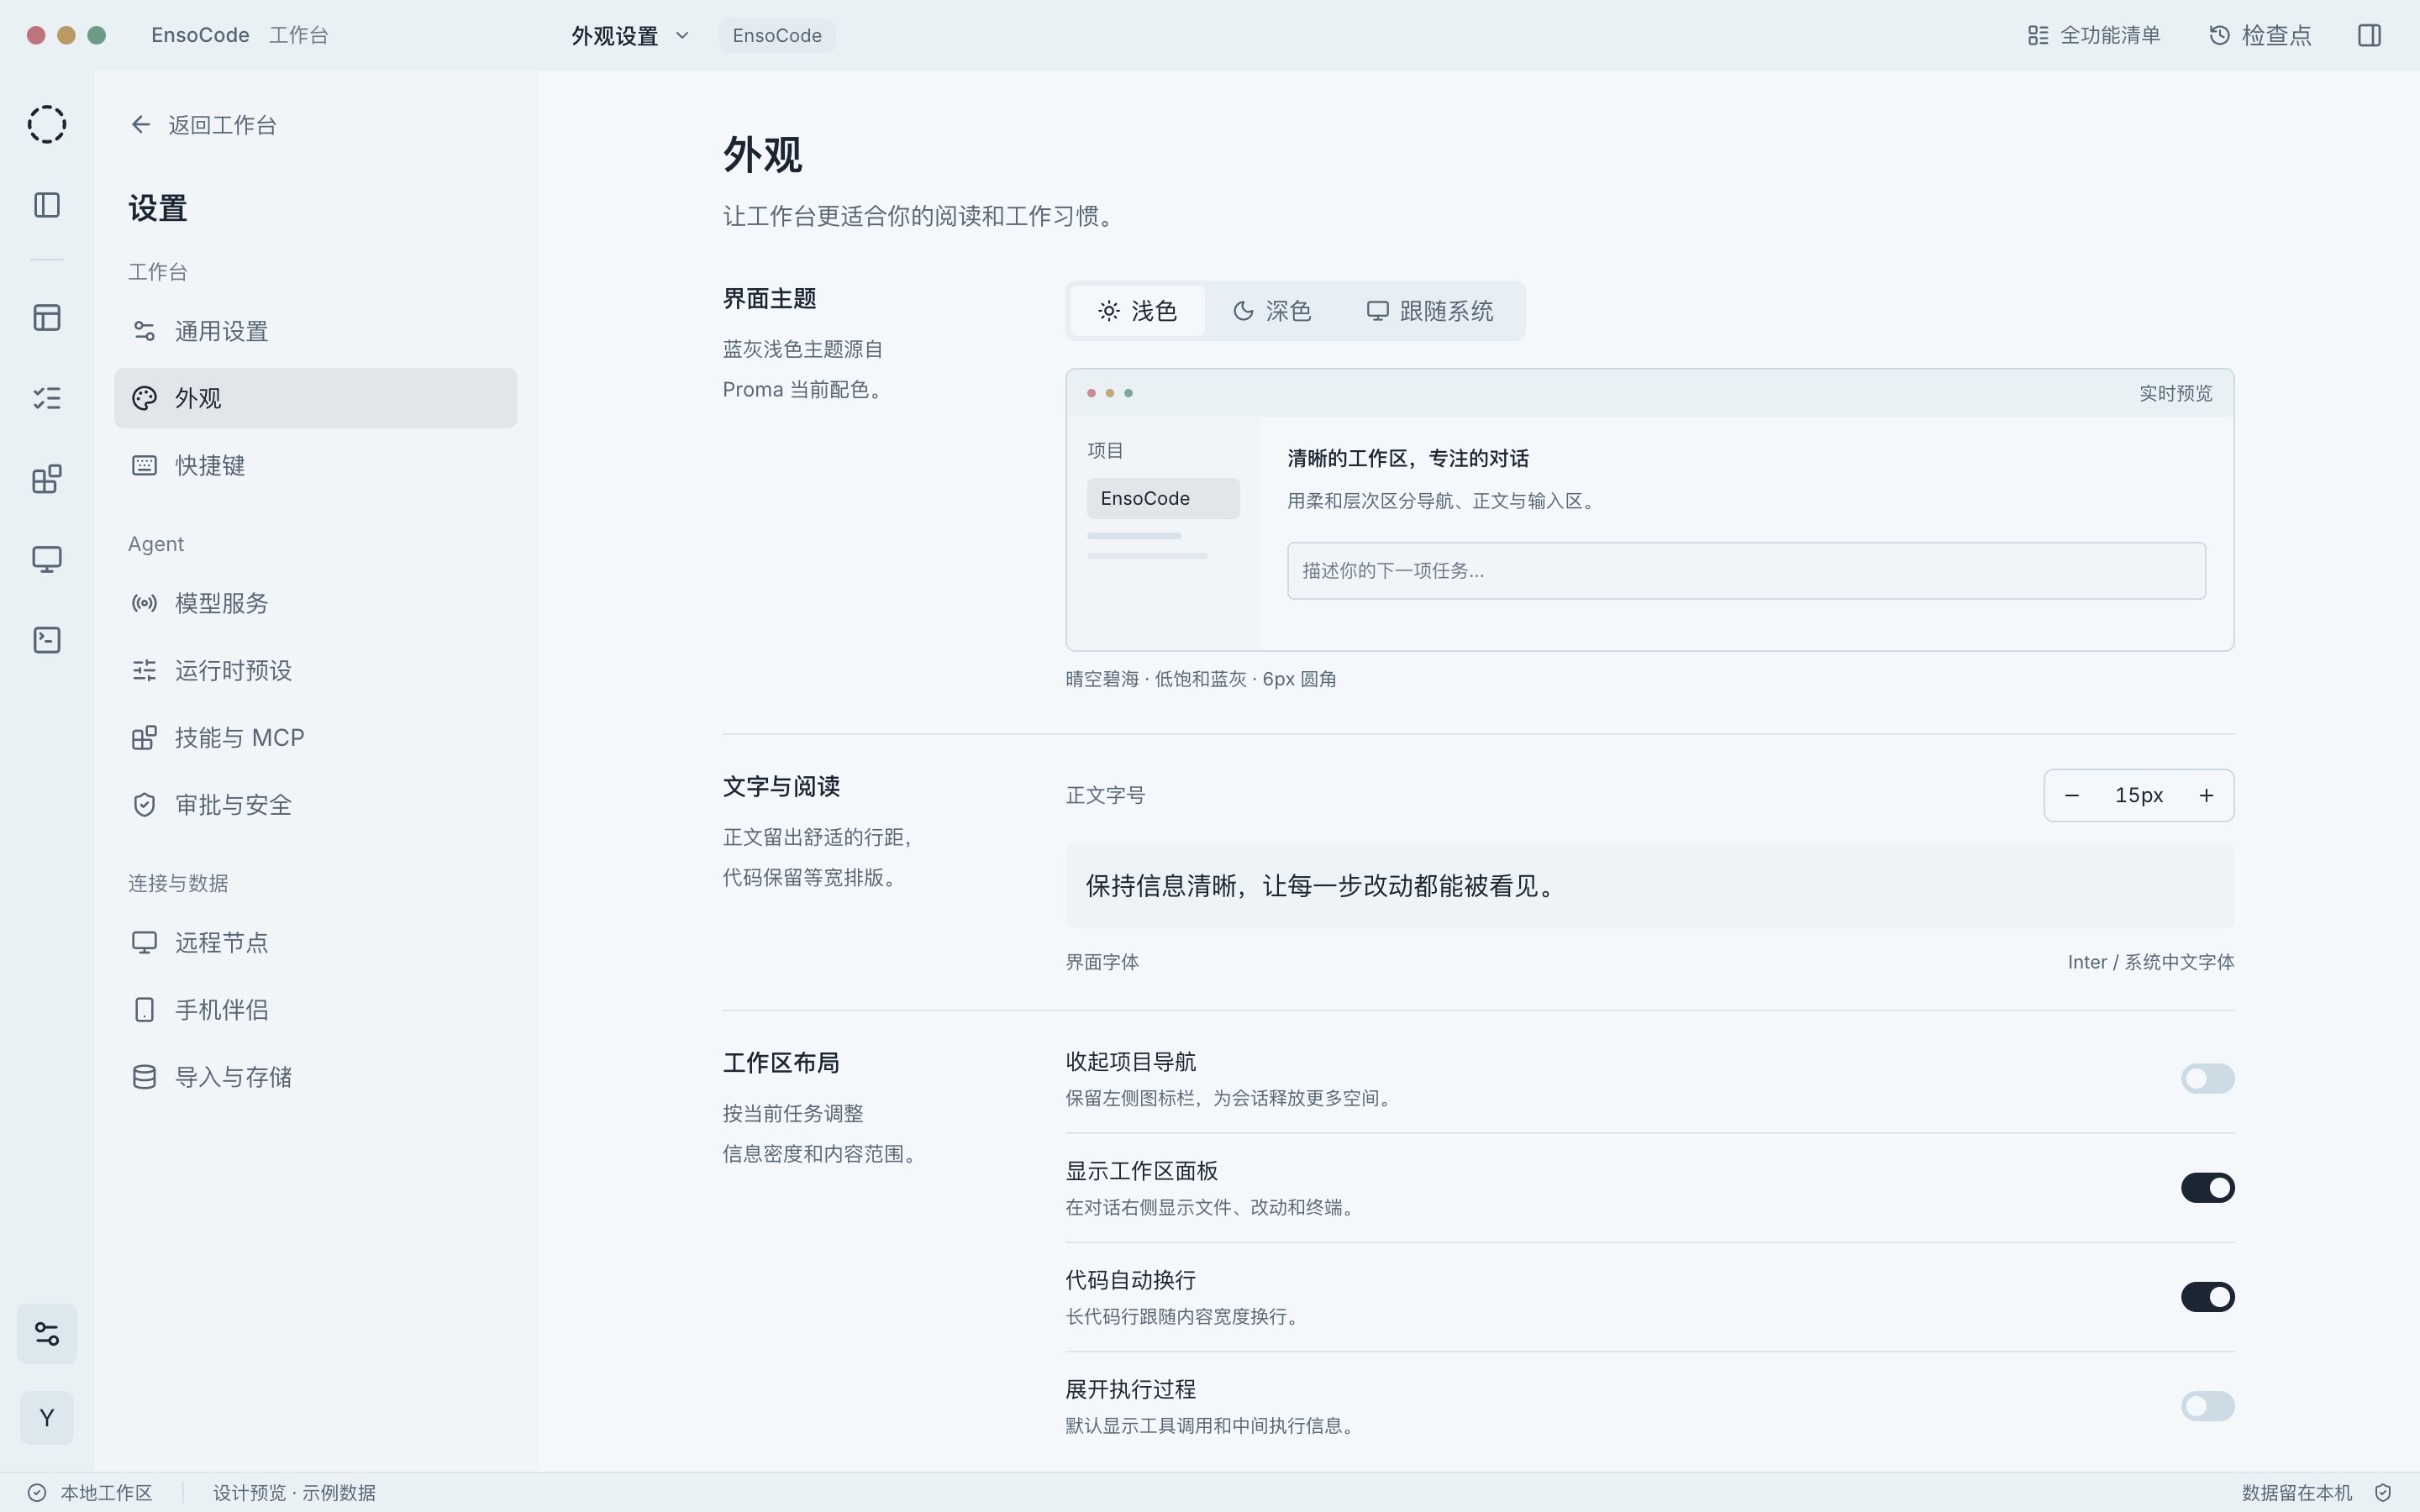 EnsoCode 工作台
外观设置
EnsoCode
全功能清单
检查点
返回工作台
设置
工作台
通用设置
外观
快捷键
Agent
模型服务
运行时预设
技能与 MCP
审批与安全
连接与数据
远程节点
手机伴侣
导入与存储
Y
外观
让工作台更适合你的阅读和工作习惯。
界面主题
蓝灰浅色主题源自
Proma 当前配色。
浅色
深色
跟随系统
实时预览
项目
EnsoCode
清晰的工作区，专注的对话
用柔和层次区分导航、正文与输入区。
描述你的下一项任务...
晴空碧海 · 低饱和蓝灰 · 6px 圆角
文字与阅读
正文留出舒适的行距，
代码保留等宽排版。
正文字号
15px
保持信息清晰，让每一步改动都能被看见。
界面字体
Inter / 系统中文字体
工作区布局
按当前任务调整
信息密度和内容范围。
收起项目导航
保留左侧图标栏，为会话释放更多空间。
显示工作区面板
在对话右侧显示文件、改动和终端。
代码自动换行
长代码行跟随内容宽度换行。
展开执行过程
默认显示工具调用和中间执行信息。
本地工作区
设计预览 · 示例数据
数据留在本机